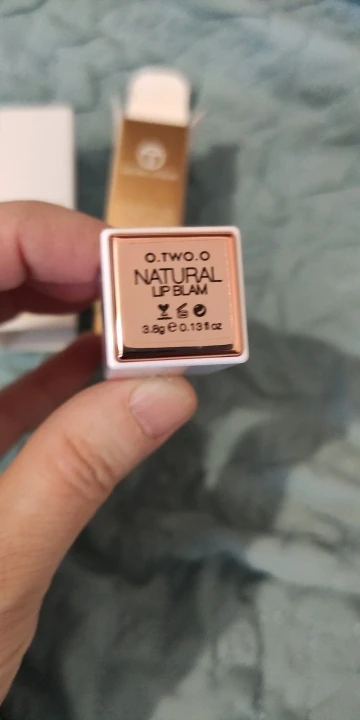 O.TWO.O
NATURAL
LIP BLAM
3.8g ℮ 0.13 fl oz